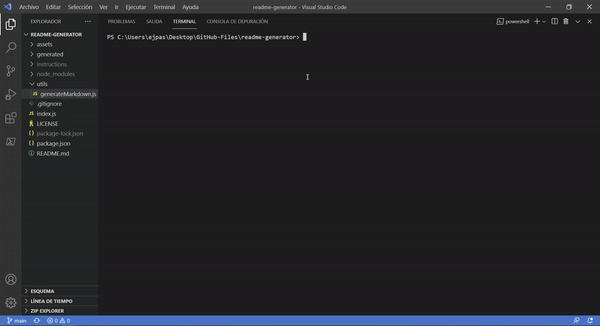 Archivo Editar Selección Ver Ir Ejecutar Terminal Ayuda readme-generator - Visual Studio Code
EXPLORADOR ··· PROBLEMAS SALIDA TERMINAL CONSOLA DE DEPURACIÓN powershell
README-GENERATOR
PS C:\Users\ejpas\Desktop\GitHub-Files\readme-generator>
assets
generated
instructions
node_modules
utils
JS generateMarkdown.js
.gitignore
JS index.js
LICENSE
{} package-lock.json
{} package.json
README.md
ESQUEMA
LÍNEA DE TIEMPO
ZIP EXPLORER
main 0 0